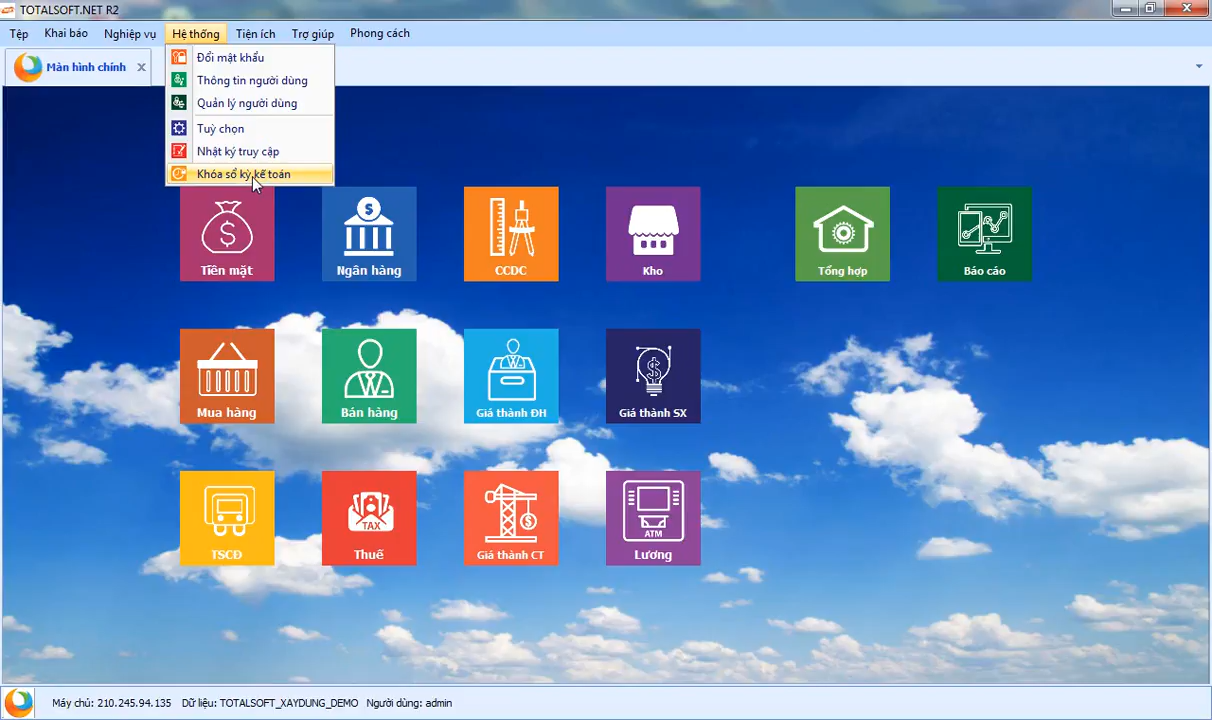 TOTALSOFT.NET R2
Tệp Khai báo Nghiệp vụ Hệ thống Tiện ích Trợ giúp Phong cách
Màn hình chính
Đổi mật khẩu
Thông tin người dùng
Quản lý người dùng
Tuỳ chọn
Nhật ký truy cập
Khóa sổ kỳ kế toán
$
$
Tiền mặt
Ngân hàng
CCDC
Kho
Tổng hợp
Báo cáo
W
W
$
Mua hàng
Bán hàng
Giá thành ĐH
Giá thành SX
TAX
$
ATM
TSCĐ
Thuế
Giá thành CT
Lương
Máy chủ: 210.245.94.135 Dữ liệu: TOTALSOFT_XAYDUNG_DEMO Người dùng: admin